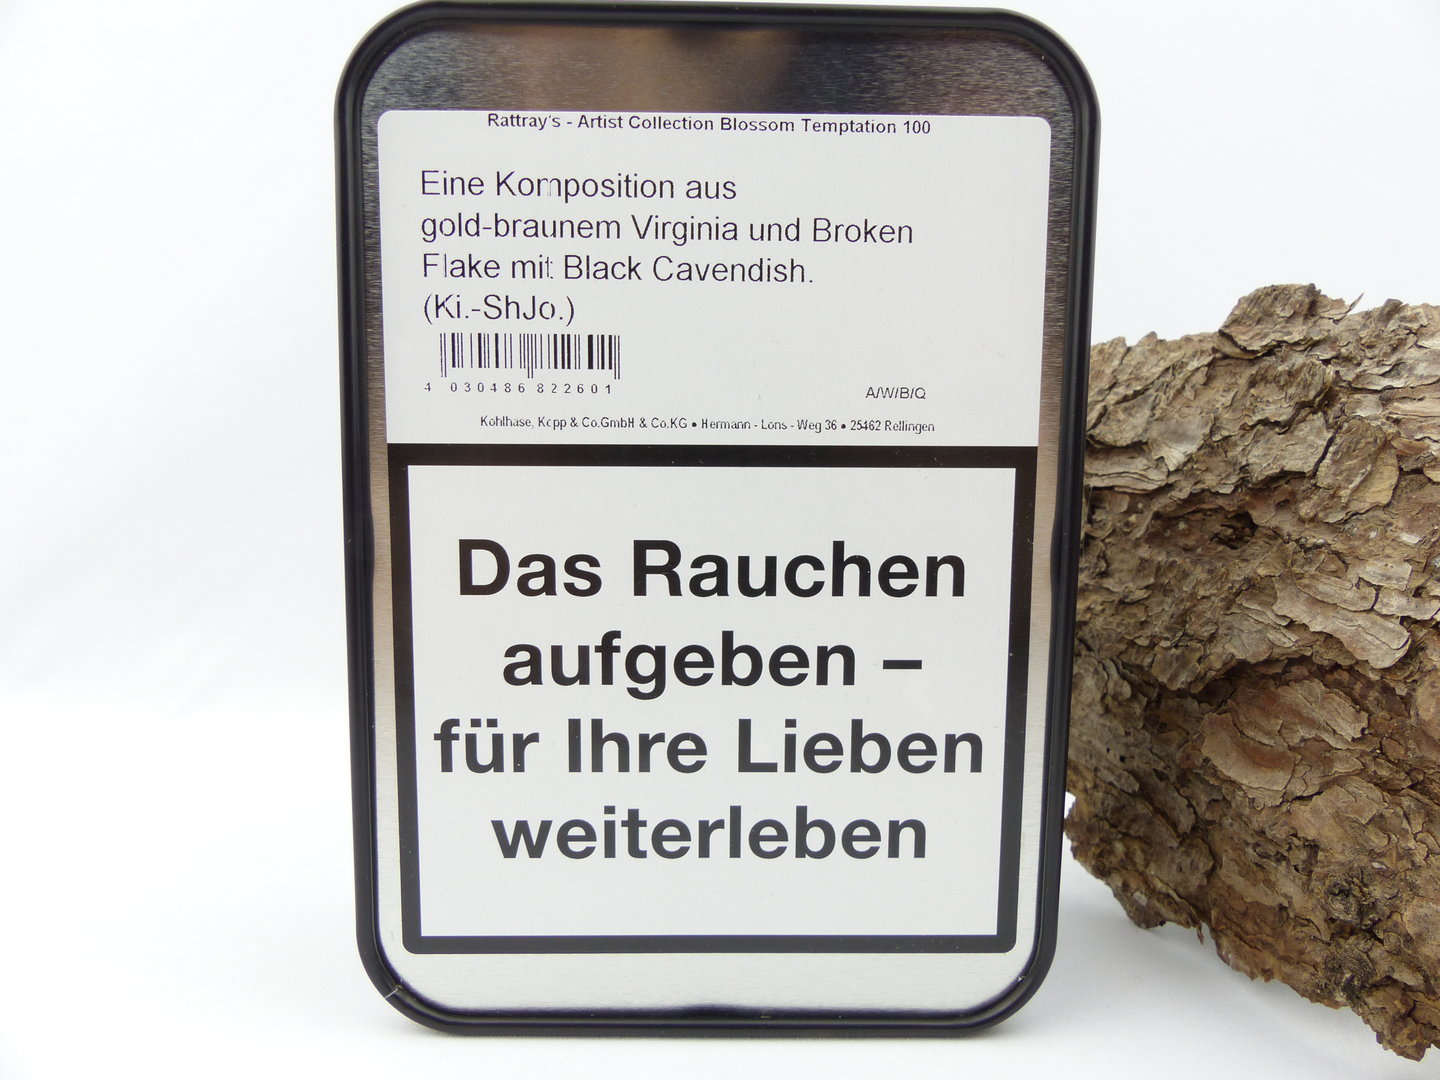 Rattray's - Artist Collection Blossom Temptation 100
Eine Komposition aus
gold-braunem Virginia und Broken
Flake mit Black Cavendish.
(Ki.-ShJo.)
4 030486 822601
A/W/B/Q
Kohlhase, Kopp & Co.GmbH & Co.KG • Hermann - Lons - Weg 36 • 25462 Rellingen
Das Rauchen
aufgeben –
für Ihre Lieben
weiterleben